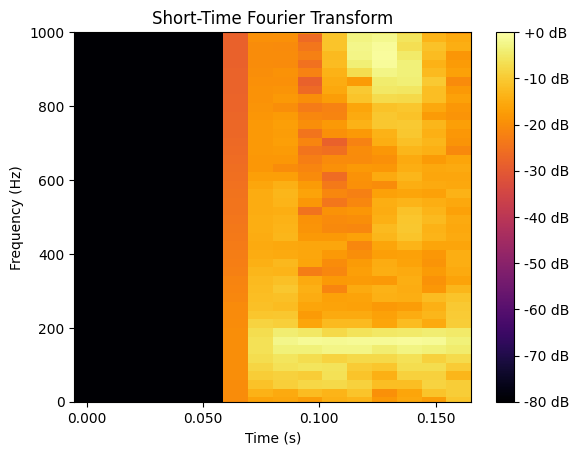 Short-Time Fourier Transform
Frequency (Hz)
1000
800
600
400
200
0
0.000
0.050
0.100
0.150
Time (s)
+0 dB
-10 dB
-20 dB
-30 dB
-40 dB
-50 dB
-60 dB
-70 dB
-80 dB